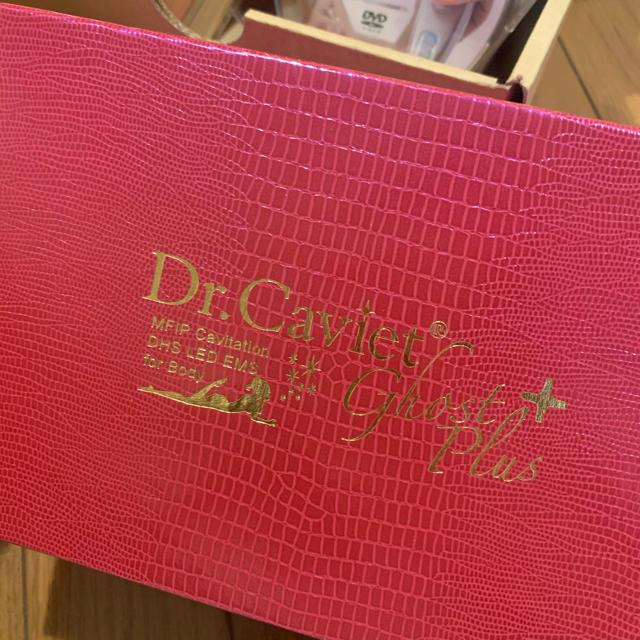 DVD
Dr.Caviet®
MFIP Cavitation
DHS LED EMS
for Body
Ghost
Plus